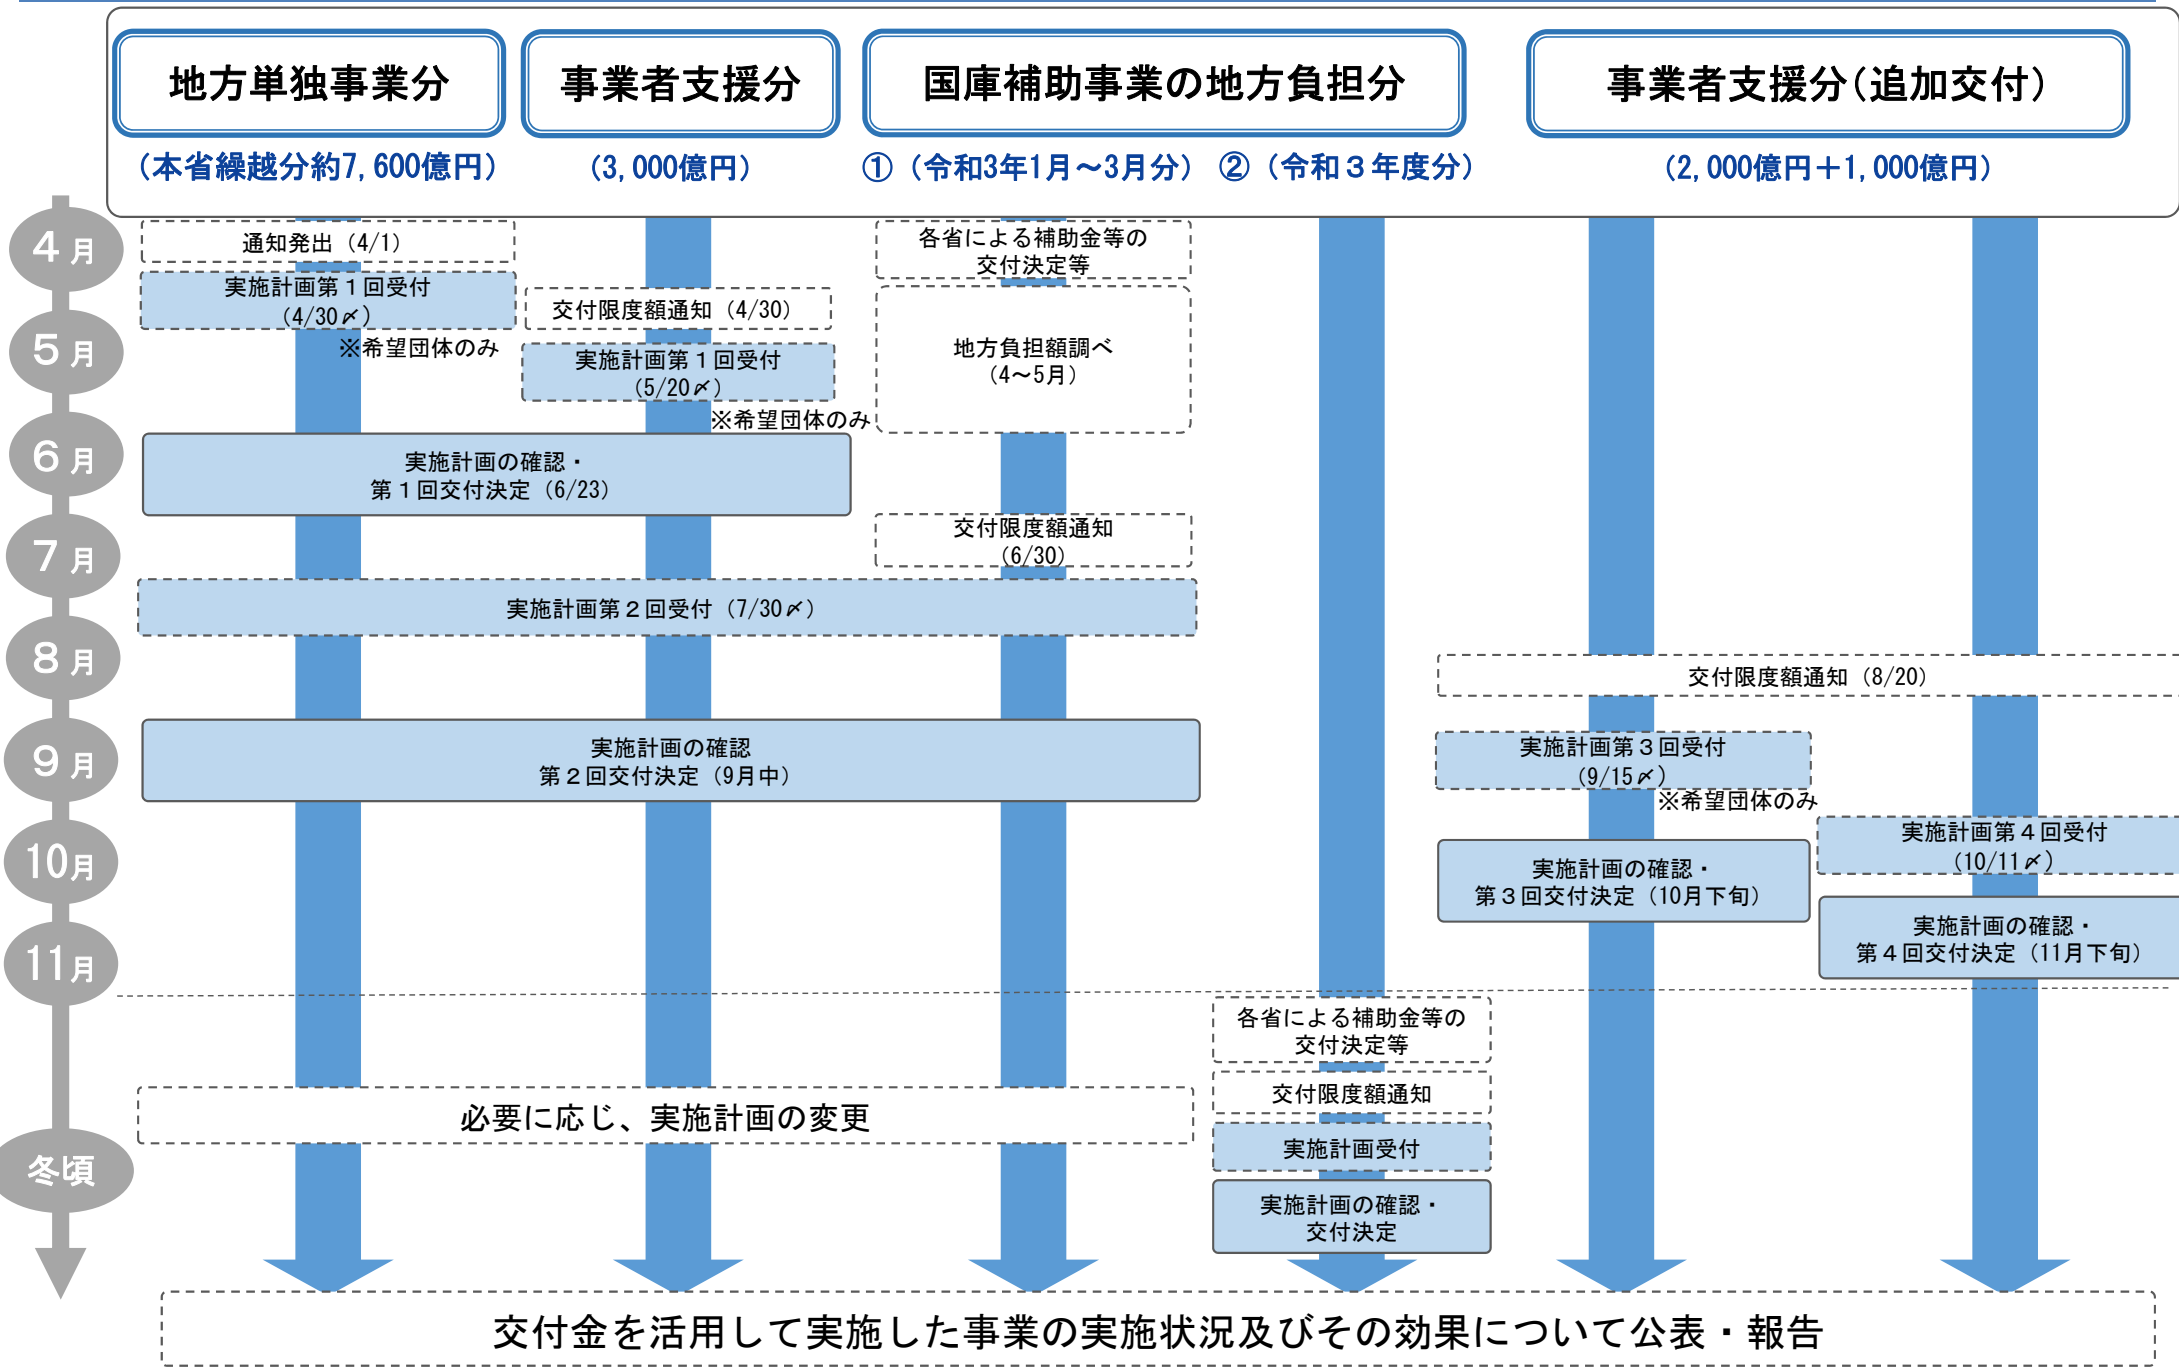 地方単独事業分
事業者支援分
国庫補助事業の地方負担分
事業者支援分（追加交付）
（本省繰越分約7,600億円）
（3,000億円）
①（令和3年1月～3月分）
②（令和３年度分）
（2,000億円＋1,000億円）
４月
通知発出（4/1）
各省による補助金等の
交付決定等
実施計画第１回受付
（4/30〆）
※希望団体のみ
交付限度額通知（4/30）
５月
実施計画第１回受付
（5/20〆）
※希望団体のみ
地方負担額調べ
（4～5月）
６月
実施計画の確認・
第１回交付決定（6/23）
交付限度額通知
（6/30）
７月
実施計画第２回受付（7/30〆）
８月
交付限度額通知（8/20）
９月
実施計画の確認
第２回交付決定（9月中）
実施計画第３回受付
（9/15〆）
※希望団体のみ
10月
実施計画第４回受付
（10/11〆）
実施計画の確認・
第３回交付決定（10月下旬）
11月
実施計画の確認・
第４回交付決定（11月下旬）
各省による補助金等の
交付決定等
交付限度額通知
必要に応じ、実施計画の変更
実施計画受付
冬頃
実施計画の確認・
交付決定
交付金を活用して実施した事業の実施状況及びその効果について公表・報告